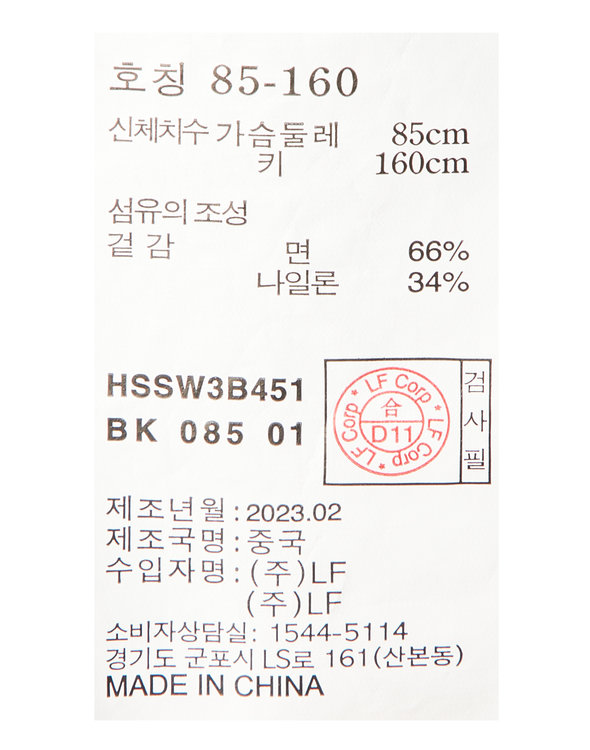 호칭 85-160
신체치수 가슴둘레 85cm
키 160cm
섬유의 조성
겉감 면 66%
나일론 34%
HSSW3B451
BK 085 01
LF Corp * LF Corp * LF Corp *
合
D11
검사필
제조년월 : 2023.02
제조국명 : 중국
수입자명 : (주)LF
(주)LF
소비자상담실: 1544-5114
경기도 군포시 LS로 161(산본동)
MADE IN CHINA